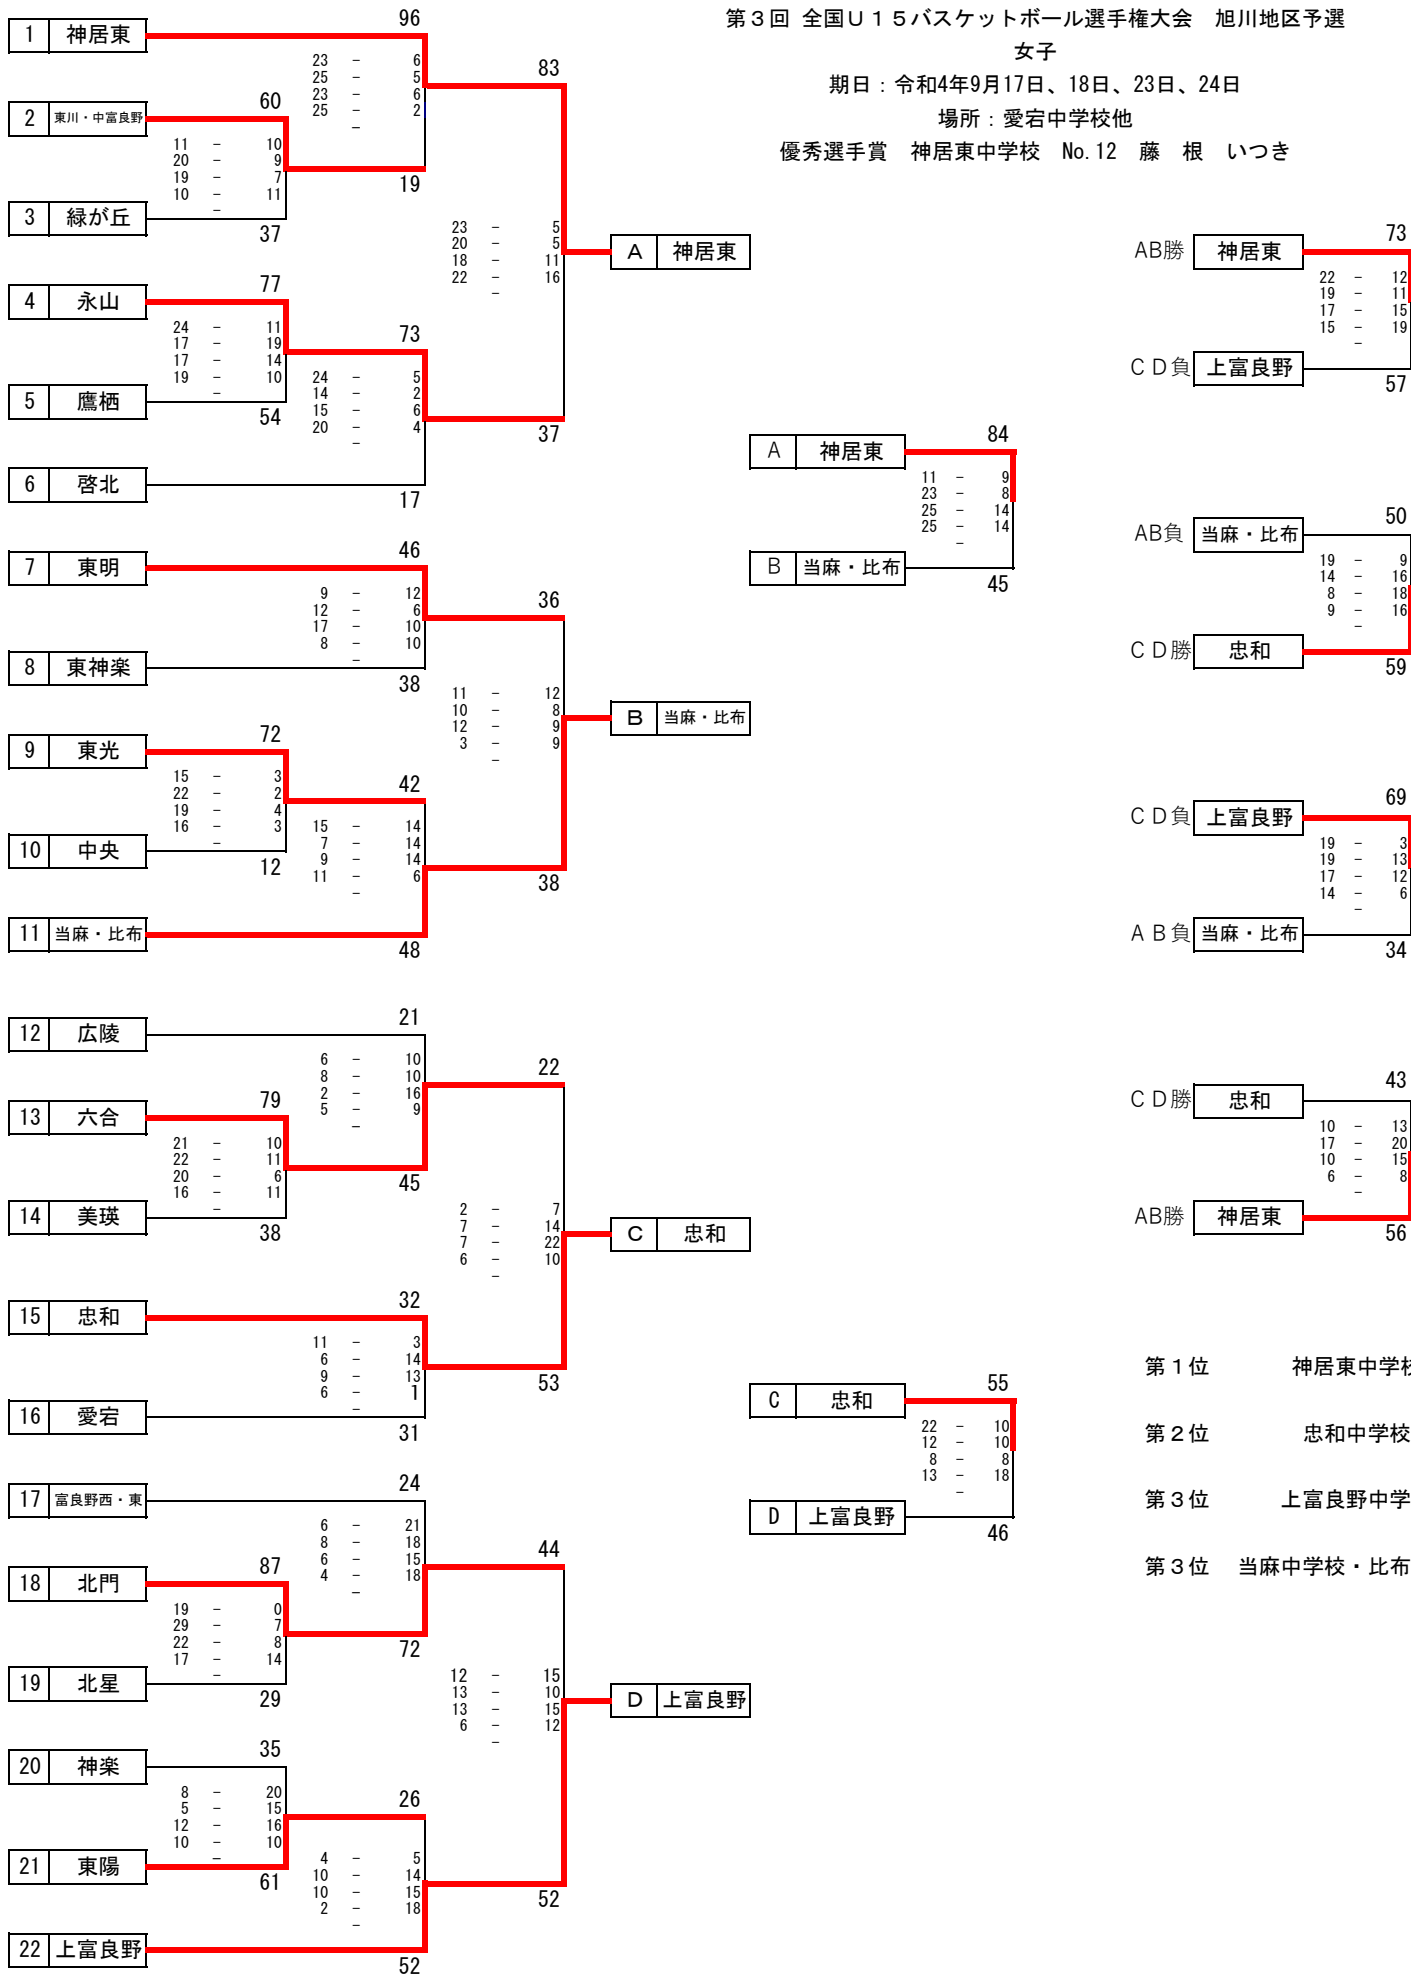 第３回 全国Ｕ１５バスケットボール選手権大会　旭川地区予選
女子
期日：令和4年9月17日、18日、23日、24日
場所：愛宕中学校他
優秀選手賞　神居東中学校　No.12　藤　根　いつき
96
1 神居東
23 － 6
25 － 5
23 － 6
25 － 2
－
83
60
2 東川・中富良野
11 － 10
20 － 9
19 － 7
10 － 11
－
19
3 緑が丘
37
23 － 5
20 － 5
18 － 11
22 － 16
－
A 神居東
77
4 永山
24 － 11
17 － 19
17 － 14
19 － 10
－
73
5 鷹栖
54
24 － 5
14 － 2
15 － 6
20 － 4
－
37
6 啓北
17
46
7 東明
9 － 12
12 － 6
17 － 10
8 － 10
－
36
8 東神楽
38
11 － 12
10 － 8
12 － 9
3 － 9
－
B 当麻・比布
72
9 東光
15 － 3
22 － 2
19 － 4
16 － 3
－
42
10 中央
12
15 － 14
7 － 14
9 － 14
11 － 6
－
38
11 当麻・比布
48
21
12 広陵
6 － 10
8 － 10
2 － 16
5 － 9
－
22
79
13 六合
21 － 10
22 － 11
20 － 6
16 － 11
－
45
14 美瑛
38
2 － 7
7 － 14
7 － 22
6 － 10
－
C 忠和
32
15 忠和
11 － 3
6 － 14
9 － 13
6 － 1
－
53
16 愛宕
31
24
17 富良野西・東
6 － 21
8 － 18
6 － 15
4 － 18
－
44
87
18 北門
19 － 0
29 － 7
22 － 8
17 － 14
－
72
19 北星
29
12 － 15
13 － 10
13 － 15
6 － 12
－
D 上富良野
35
20 神楽
8 － 20
5 － 15
12 － 16
10 － 10
－
26
21 東陽
61
4 － 5
10 － 14
10 － 15
2 － 18
－
52
22 上富良野
52
84
A 神居東
11 － 9
23 － 8
25 － 14
25 － 14
－
B 当麻・比布
45
55
C 忠和
22 － 10
12 － 10
8 － 8
13 － 18
－
D 上富良野
46
73
AB勝 神居東
22 － 12
19 － 11
17 － 15
15 － 19
－
ＣＤ負 上富良野
57
50
AB負 当麻・比布
19 － 9
14 － 16
8 － 18
9 － 16
－
ＣＤ勝 忠和
59
69
ＣＤ負 上富良野
19 － 3
19 － 13
17 － 12
14 － 6
－
ＡＢ負 当麻・比布
34
43
ＣＤ勝 忠和
10 － 13
17 － 20
10 － 15
6 － 8
－
AB勝 神居東
56
第１位　神居東中学校
第２位　忠和中学校
第３位　上富良野中学
第３位　当麻中学校・比布